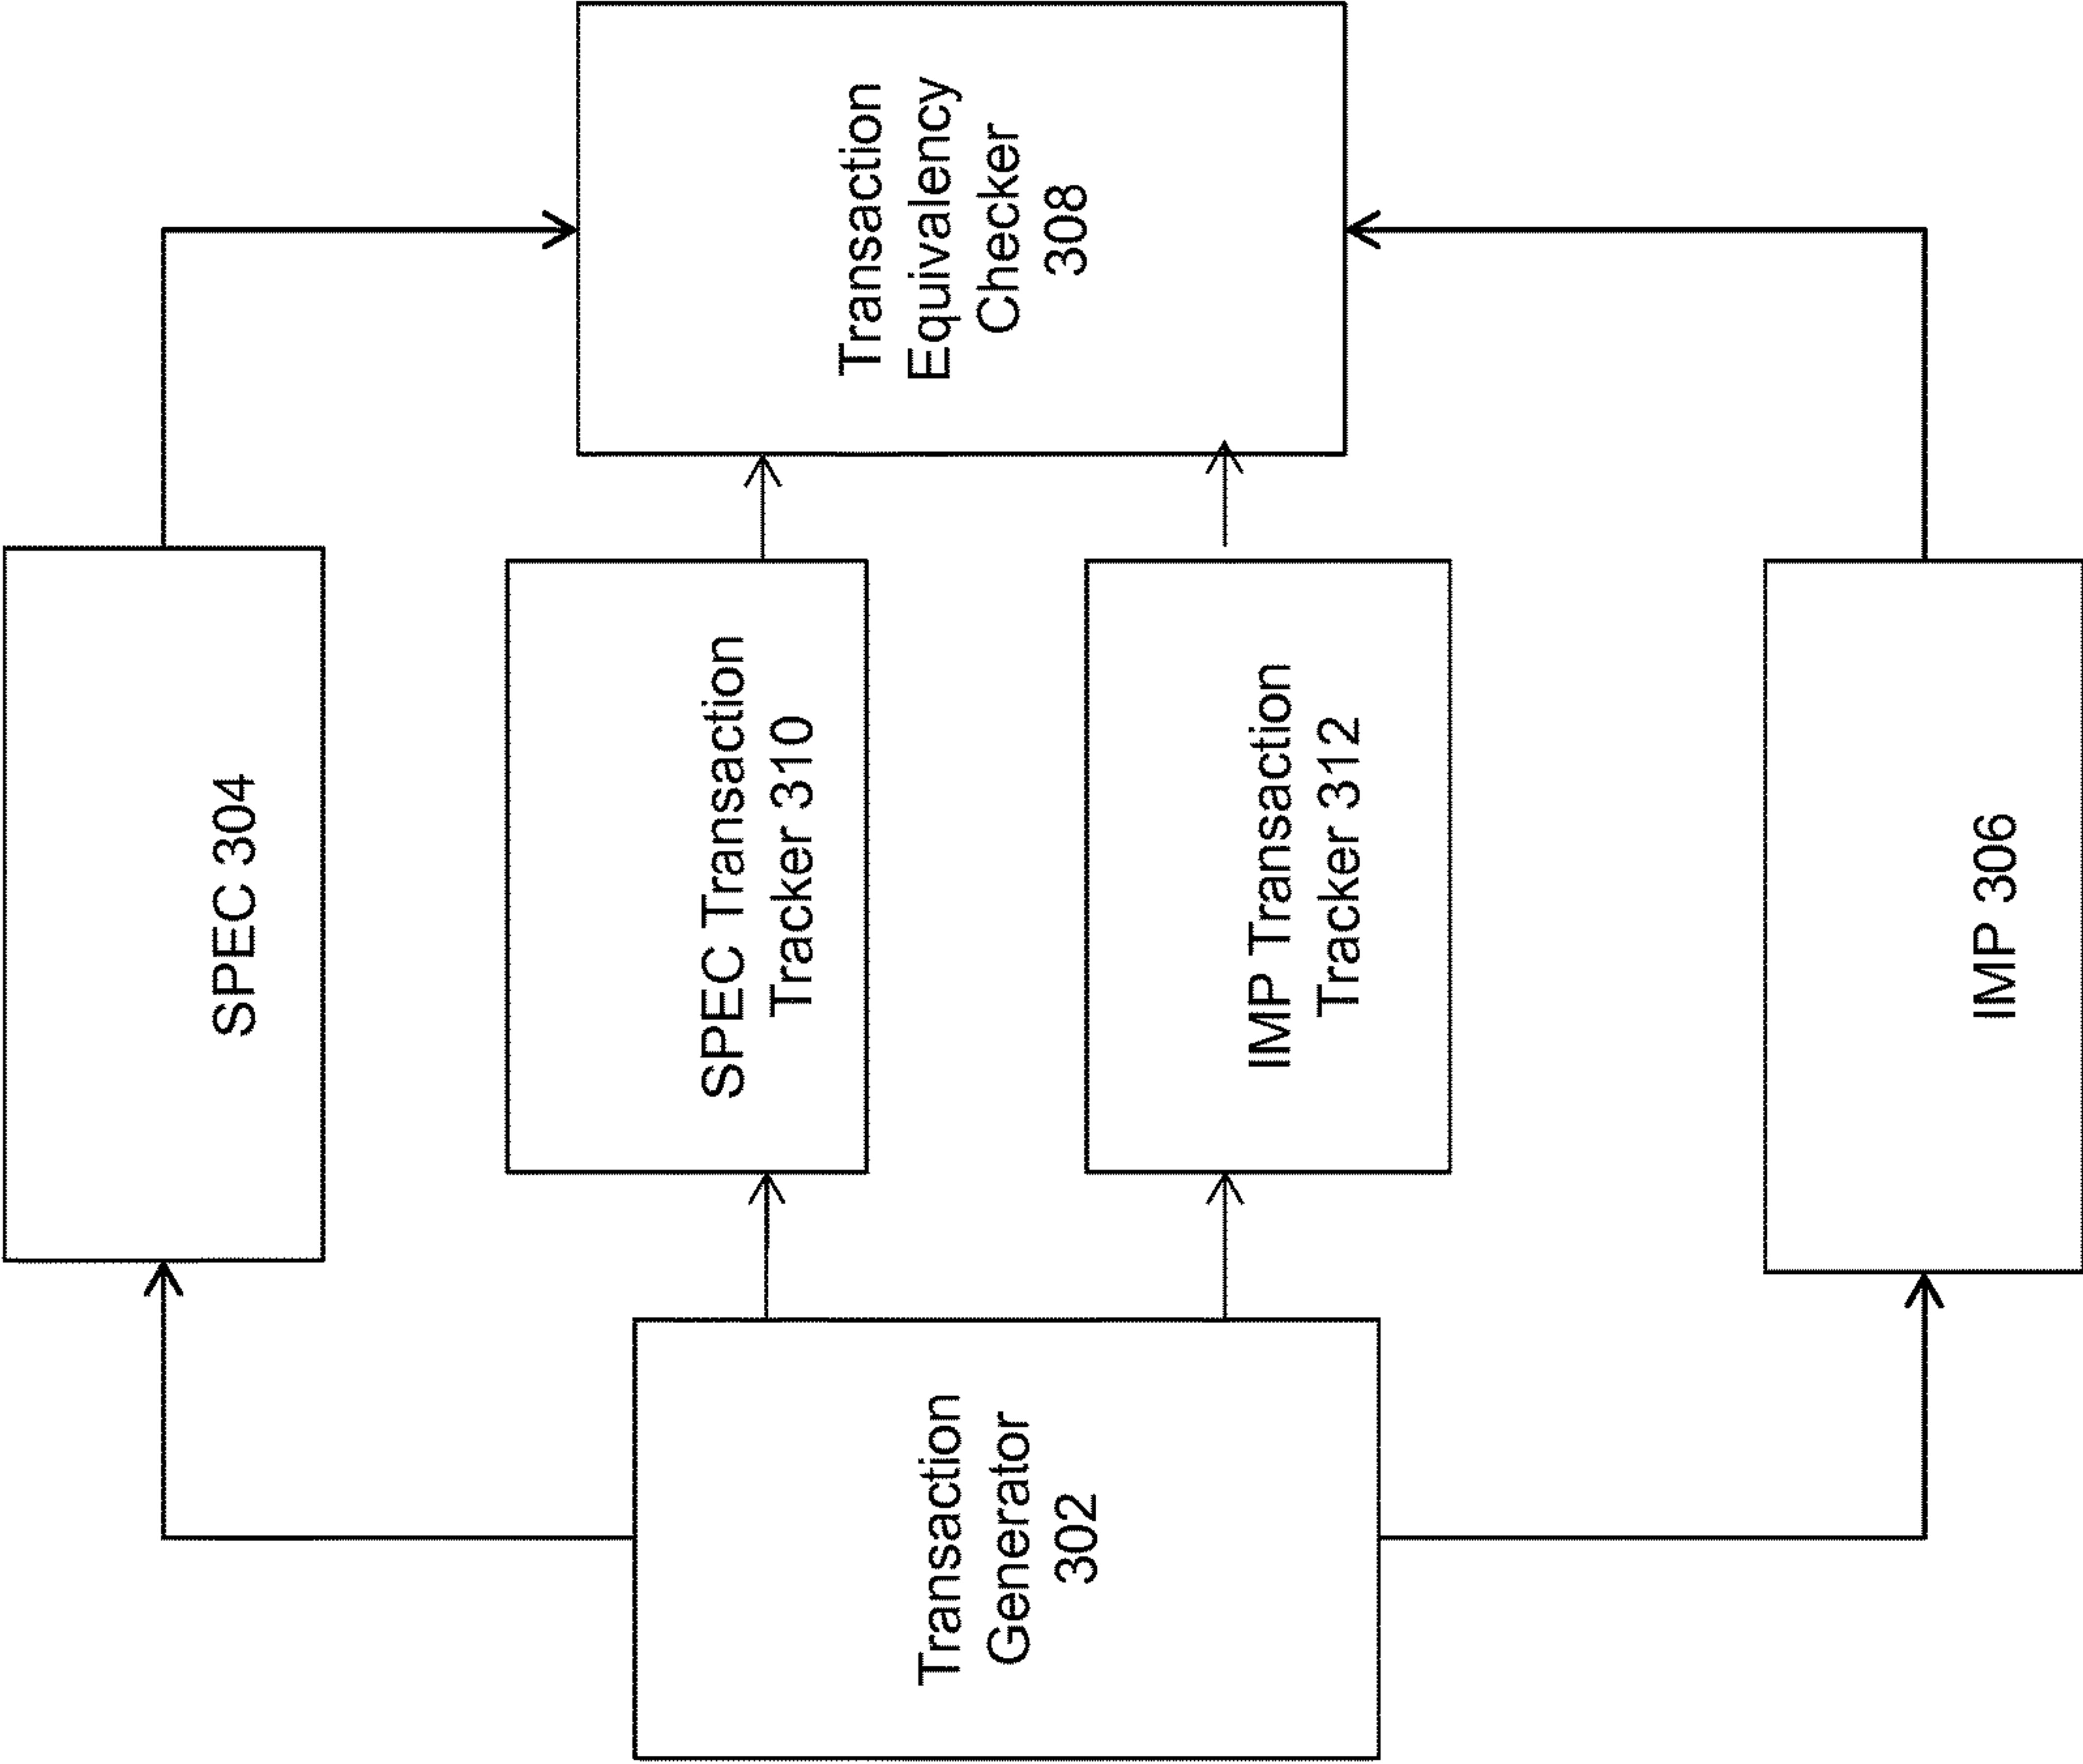 SPEC 304
SPEC Transaction
Tracker 310
IMP Transaction
Tracker 312
IMP 306
Transaction
Generator
302
Transaction
Equivalency
Checker
308